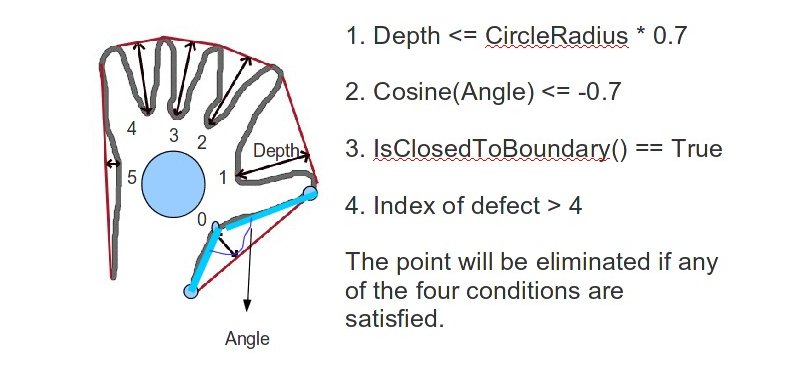 1. Depth <= CircleRadius * 0.7
2. Cosine(Angle) <= -0.7
3. IsClosedToBoundary() == True
4. Index of defect > 4
The point will be eliminated if any
of the four conditions are
satisfied.
4
3
2
Depth
5
1
0
Angle